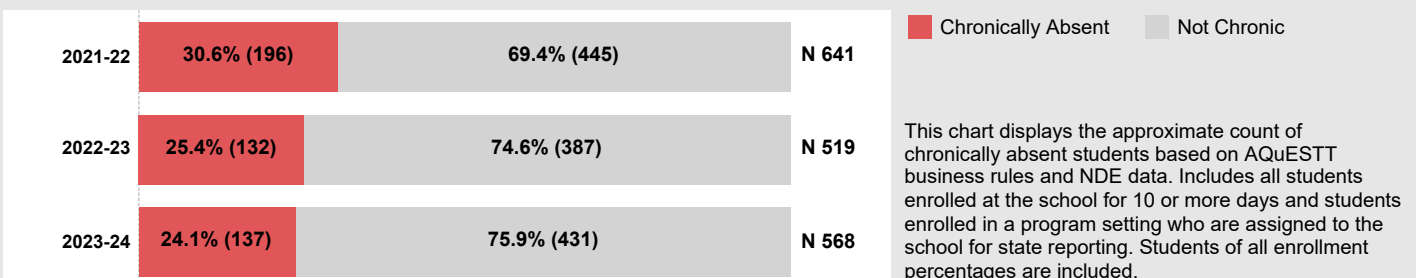 2021-22 30.6% (196) 69.4% (445) N 641
2022-23 25.4% (132) 74.6% (387) N 519
2023-24 24.1% (137) 75.9% (431) N 568
Chronically Absent Not Chronic
This chart displays the approximate count of
chronically absent students based on AQuESTT
business rules and NDE data. Includes all students
enrolled at the school for 10 or more days and students
enrolled in a program setting who are assigned to the
school for state reporting. Students of all enrollment
percentages are included.